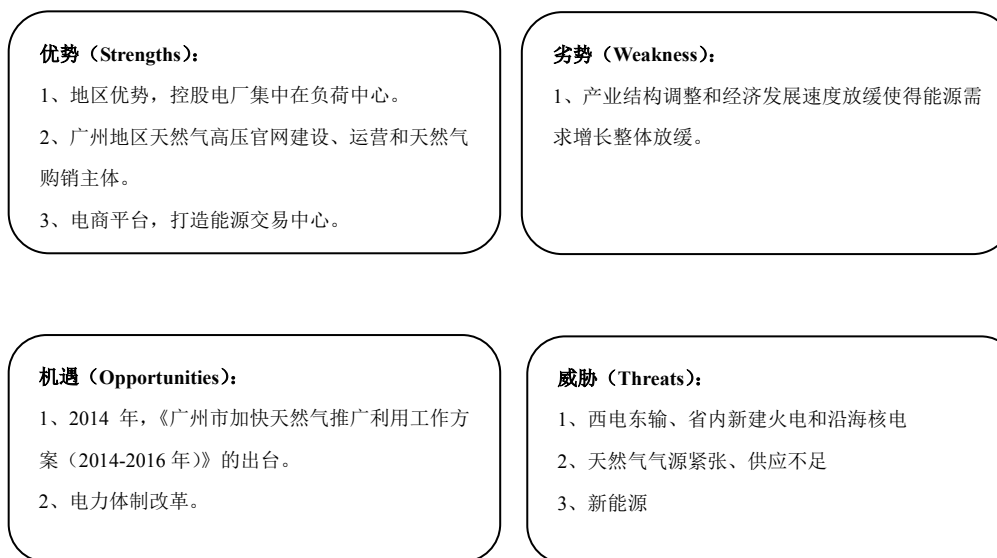 优势（Strengths）：
1、地区优势，控股电厂集中在负荷中心。
2、广州地区天然气高压官网建设、运营和天然气
购销主体。
3、电商平台，打造能源交易中心。
劣势（Weakness）：
1、产业结构调整和经济发展速度放缓使得能源需
求增长整体放缓。
机遇（Opportunities）：
1、2014 年，《广州市加快天然气推广利用工作方
案（2014-2016 年）》的出台。
2、电力体制改革。
威胁（Threats）：
1、西电东输、省内新建火电和沿海核电
2、天然气气源紧张、供应不足
3、新能源